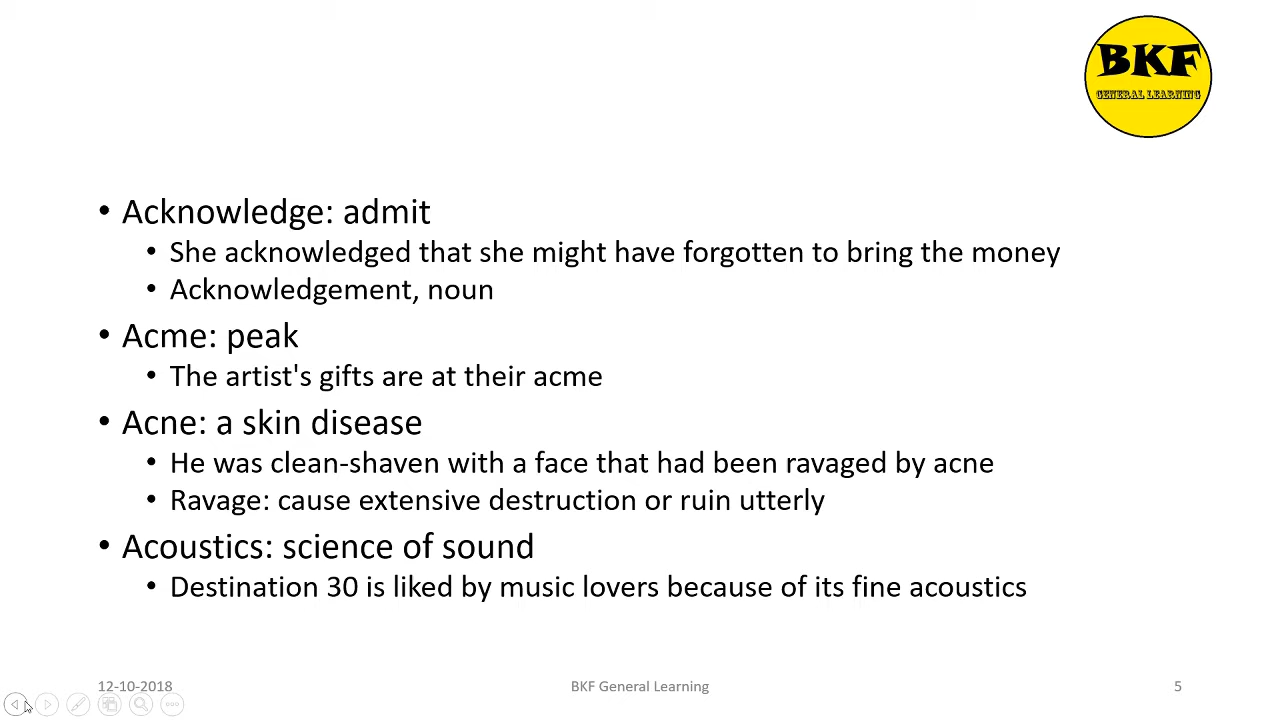 BKF
GENERAL LEARNING
• Acknowledge: admit
• She acknowledged that she might have forgotten to bring the money
• Acknowledgement, noun
• Acme: peak
• The artist's gifts are at their acme
• Acne: a skin disease
• He was clean-shaven with a face that had been ravaged by acne
• Ravage: cause extensive destruction or ruin utterly
• Acoustics: science of sound
• Destination 30 is liked by music lovers because of its fine acoustics
12-10-2018 BKF General Learning 5